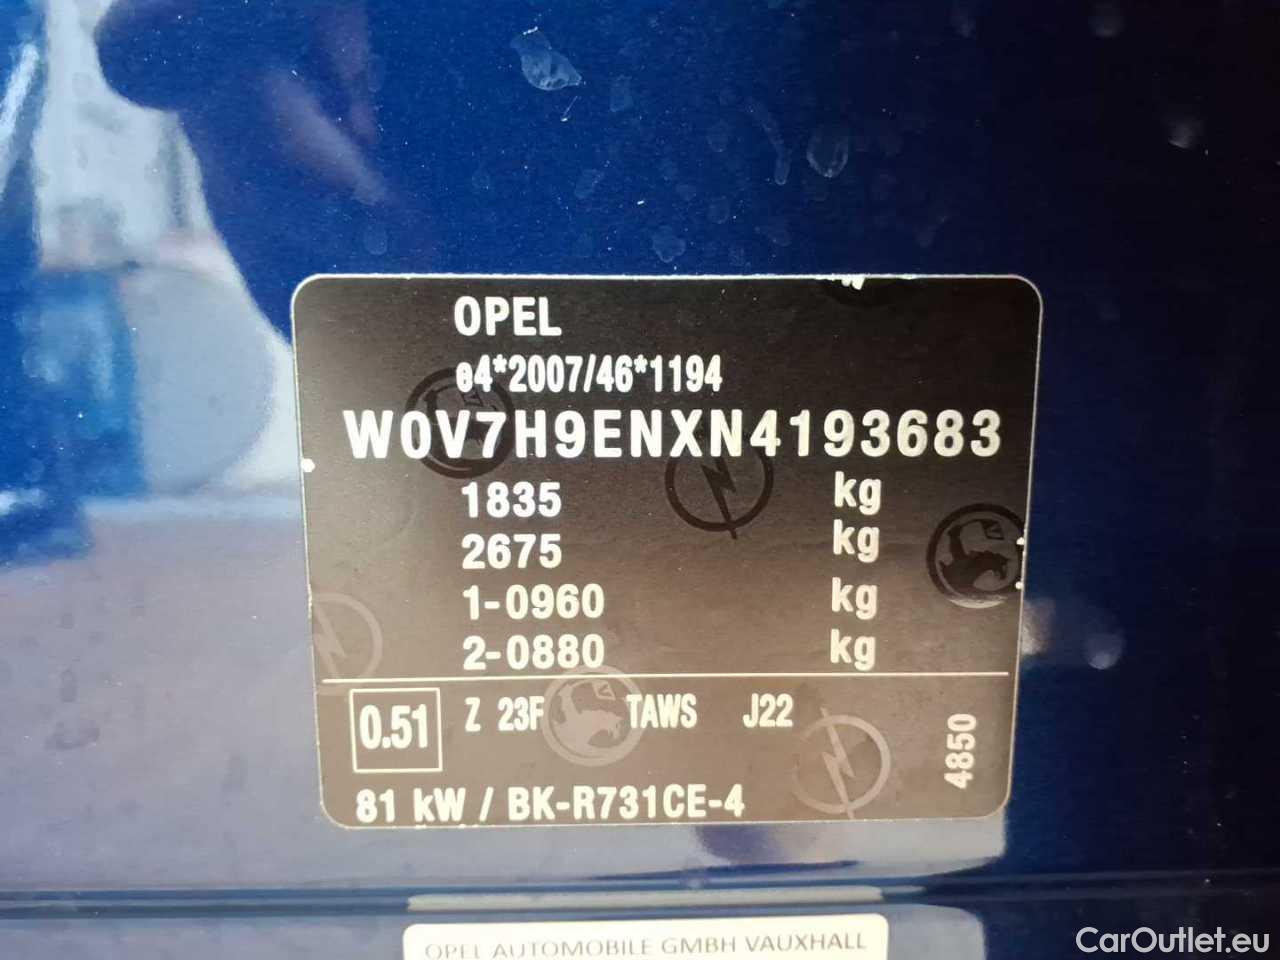 OPEL
e4*2007/46*1194
W0V7H9ENXN4193683
1835 kg
2675 kg
1-0960 kg
2-0880 kg
0.51 Z 23F TAWS J22
4850
81 kW / BK-R731CE-4
OPEL AUTOMOBILE GMBH VAUXHALL
CarOutlet.eu